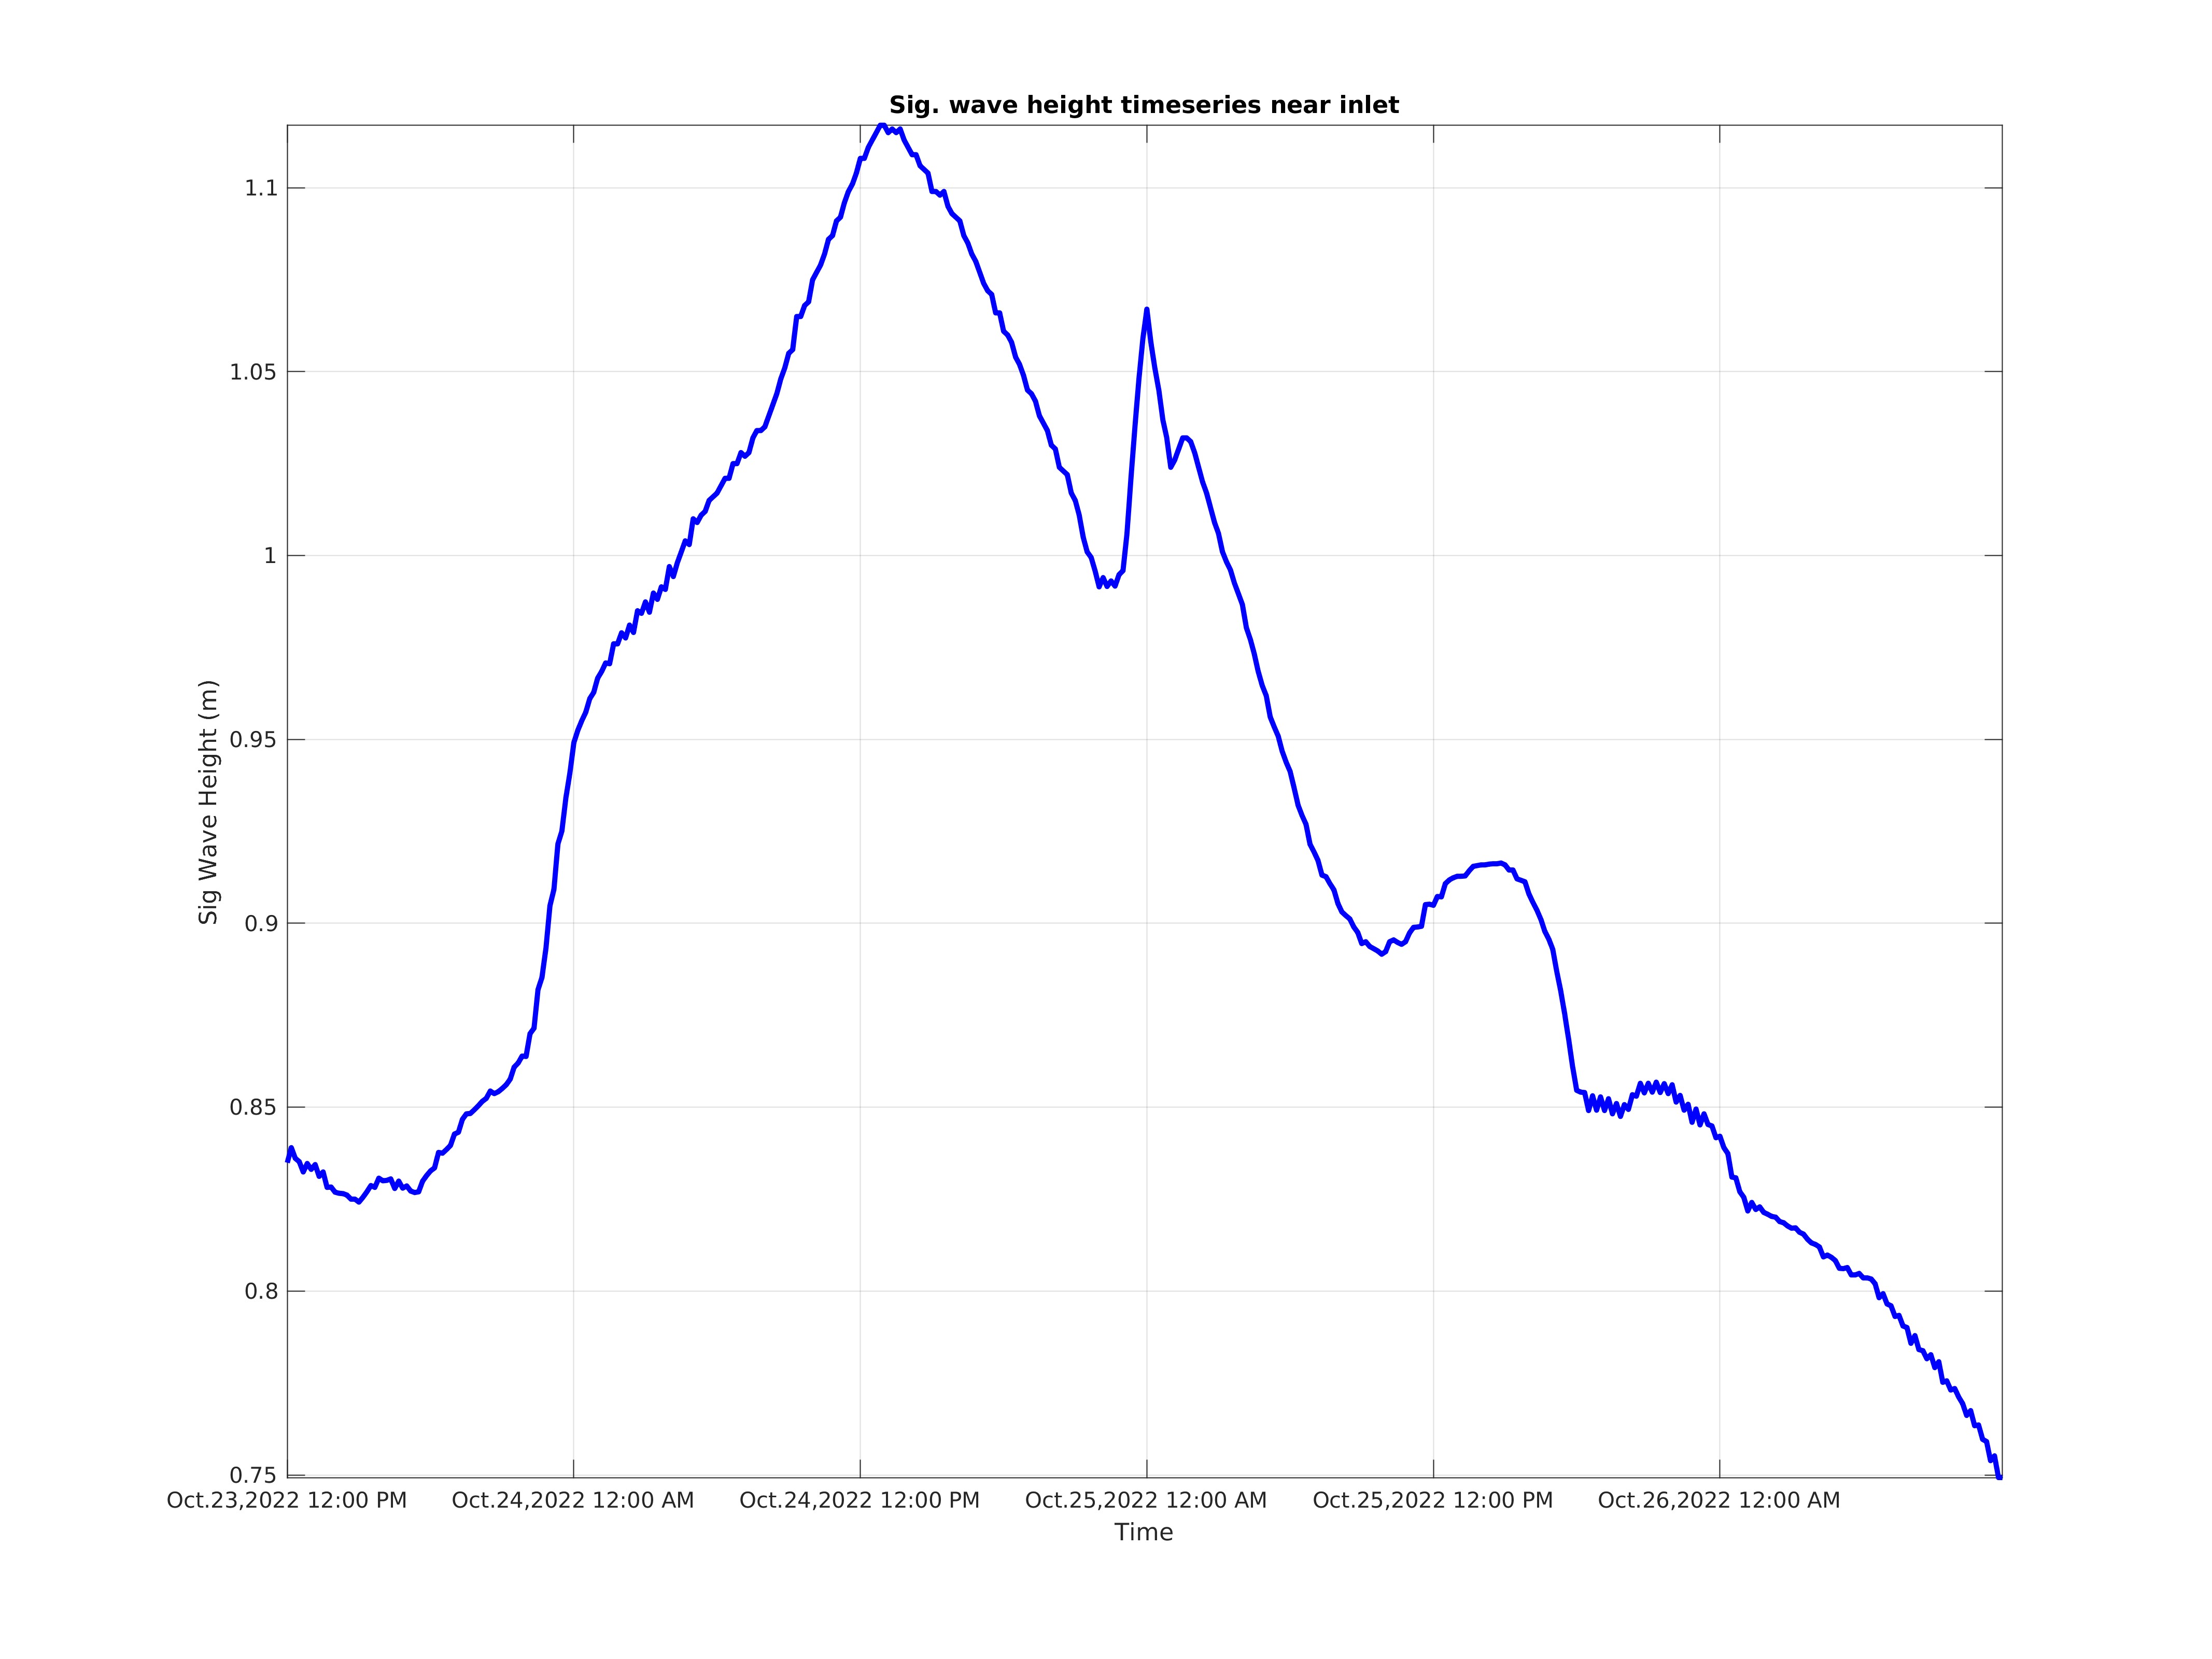 Sig. wave height timeseries near inlet
1.1
1.05
1
0.95
0.9
0.85
0.8
0.75
Sig Wave Height (m)
Oct.23,2022 12:00 PM
Oct.24,2022 12:00 AM
Oct.24,2022 12:00 PM
Oct.25,2022 12:00 AM
Oct.25,2022 12:00 PM
Oct.26,2022 12:00 AM
Time